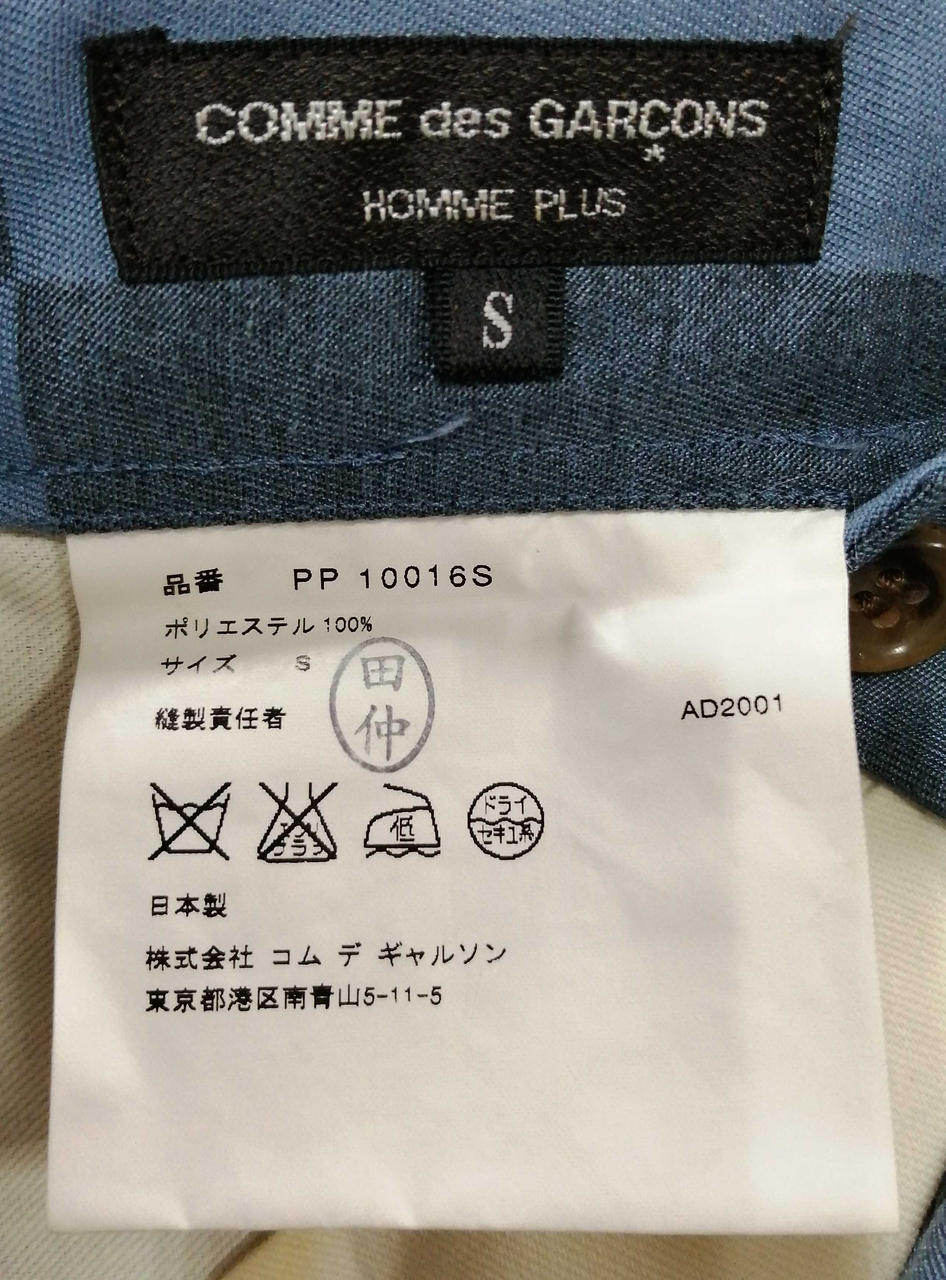 COMME des GARÇONS
HOMME PLUS
S
品番 PP 10016S
ポリエステル 100%
サイズ S
縫製責任者
田仲
AD2001
低
ドライ
セキユ系
日本製
株式会社 コム デ ギャルソン
東京都港区南青山5-11-5